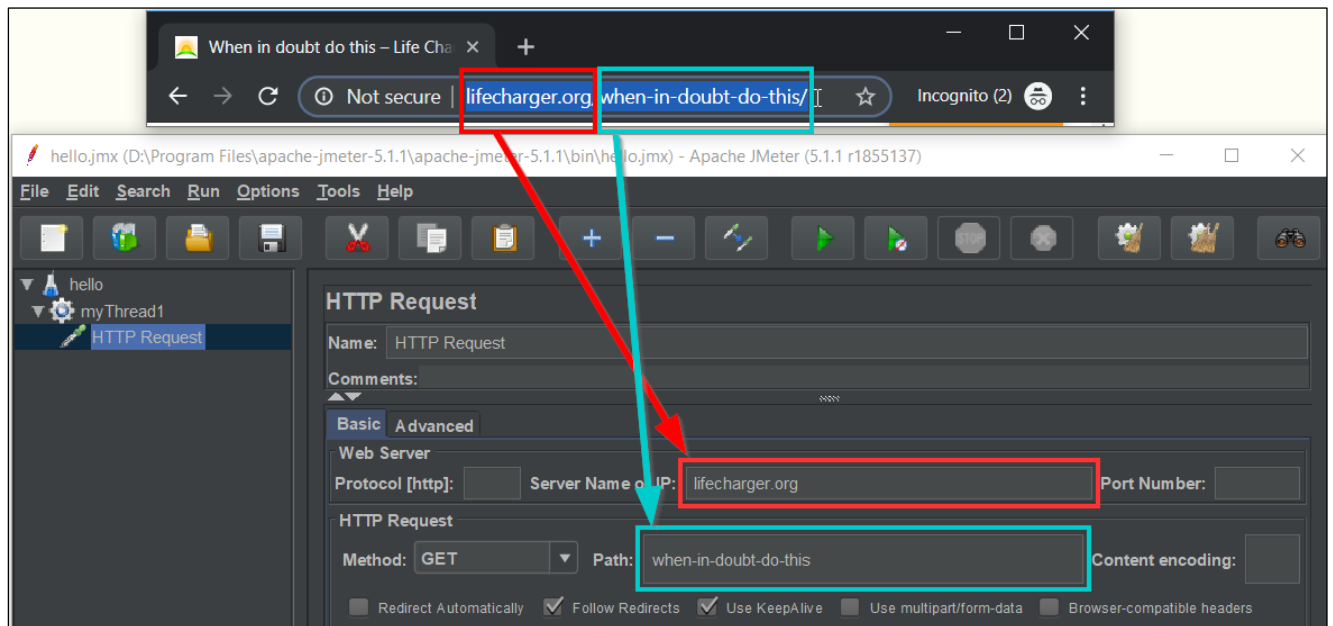 When in doubt do this – Life Cha
Not secure | lifecharger.org/when-in-doubt-do-this/ Incognito (2)
hello.jmx (D:\Program Files\apache-jmeter-5.1.1\apache-jmeter-5.1.1\bin\hello.jmx) - Apache JMeter (5.1.1 r1855137)
File Edit Search Run Options Tools Help
STOP
hello
myThread1
HTTP Request
HTTP Request
Name: HTTP Request
Comments:
Basic Advanced
Web Server
Protocol [http]: Server Name or IP: lifecharger.org Port Number:
HTTP Request
Method: GET Path: when-in-doubt-do-this Content encoding:
Redirect Automatically Follow Redirects Use KeepAlive Use multipart/form-data Browser-compatible headers